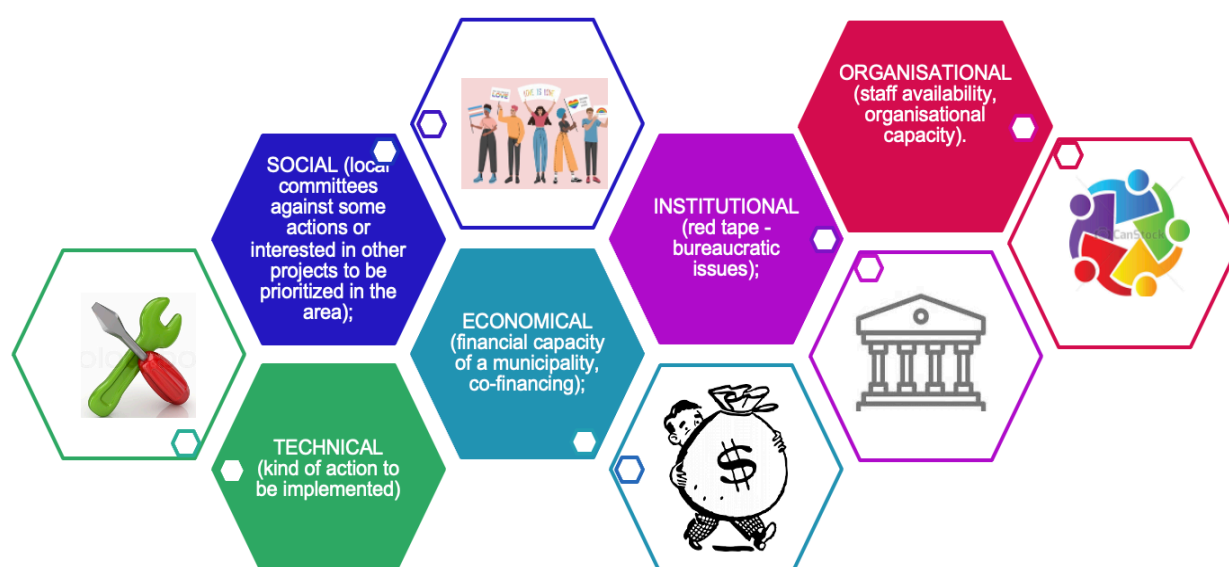 TECHNICAL
(kind of action to
be implemented)
SOCIAL (local
committees
against some
actions or
interested in other
projects to be
prioritized in the
area);
ECONOMICAL
(financial capacity
of a municipality,
co-financing);
INSTITUTIONAL
(red tape -
bureaucratic
issues);
ORGANISATIONAL
(staff availability,
organisational
capacity).
CanStock